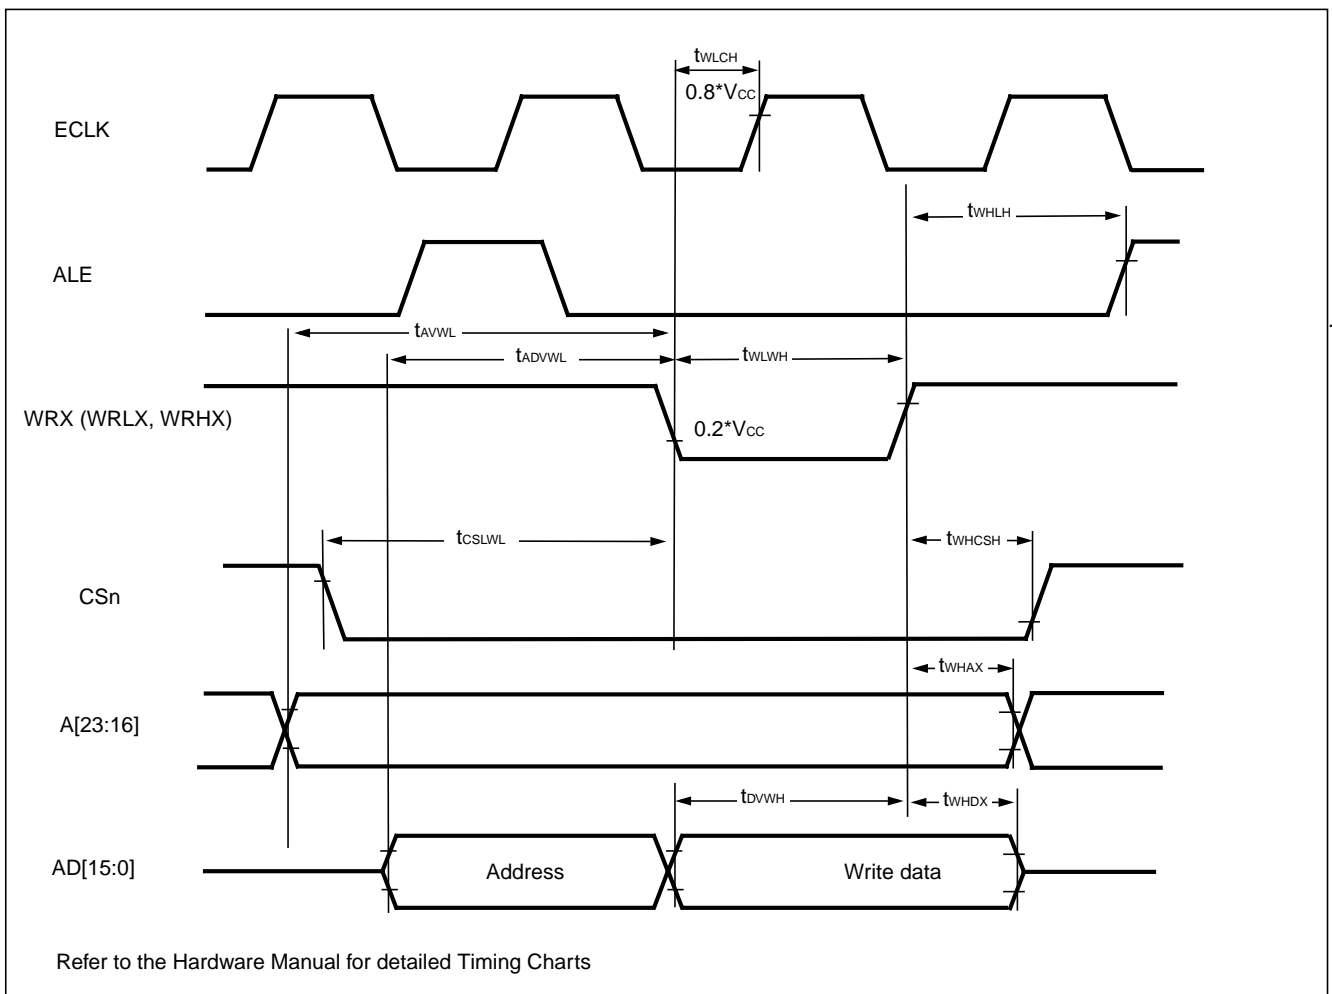 tWLCH
0.8*VCC
ECLK
tWHLH
ALE
tAVWL
tADVWL
tWLWH
WRX (WRLX, WRHX)
0.2*VCC
tCSLWL
tWHCSH
CSn
tWHAX
A[23:16]
tDVWH
tWHDX
AD[15:0]
Address
Write data
Refer to the Hardware Manual for detailed Timing Charts